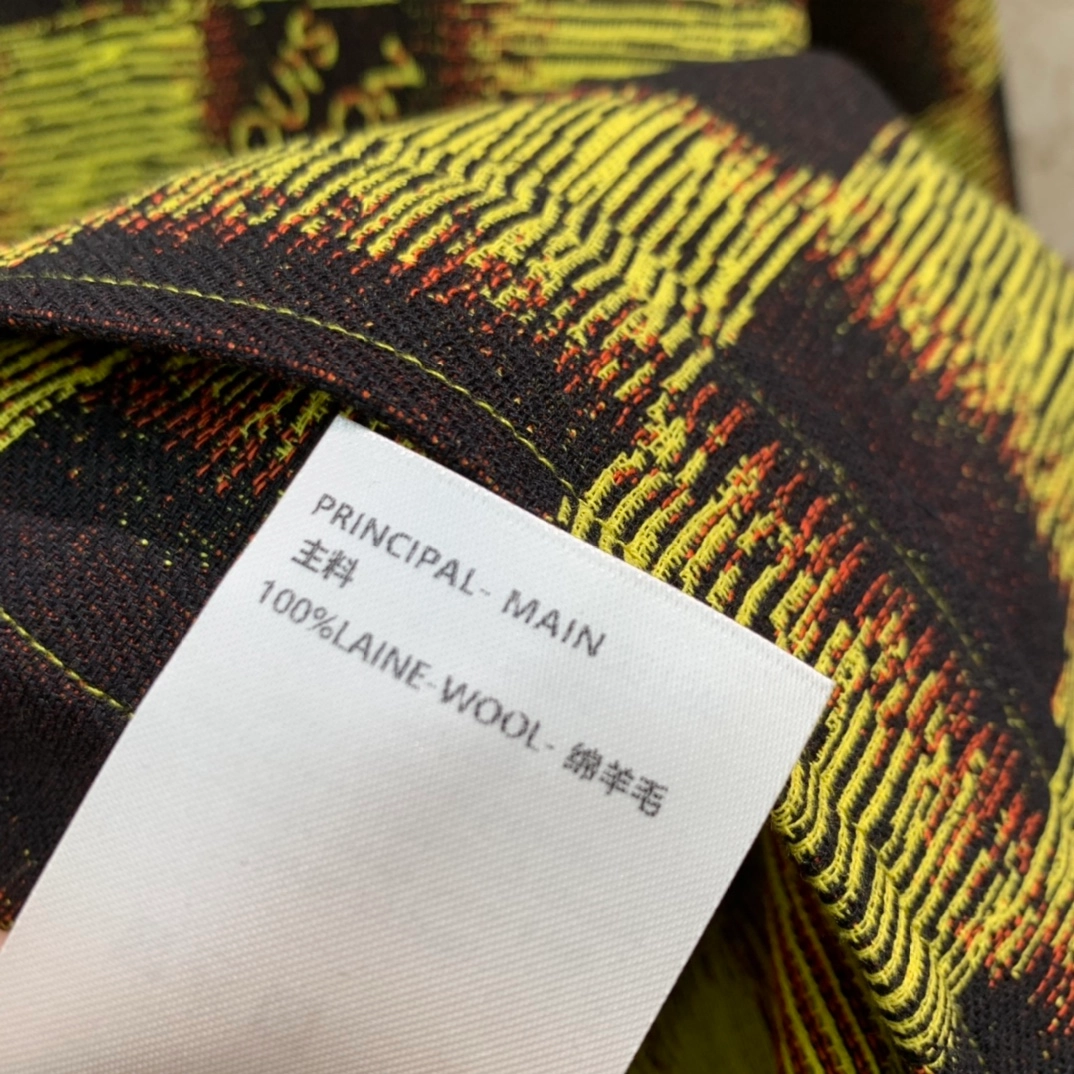 PRINCIPAL- MAIN
主料
100%LAINE-WOOL- 绵羊毛